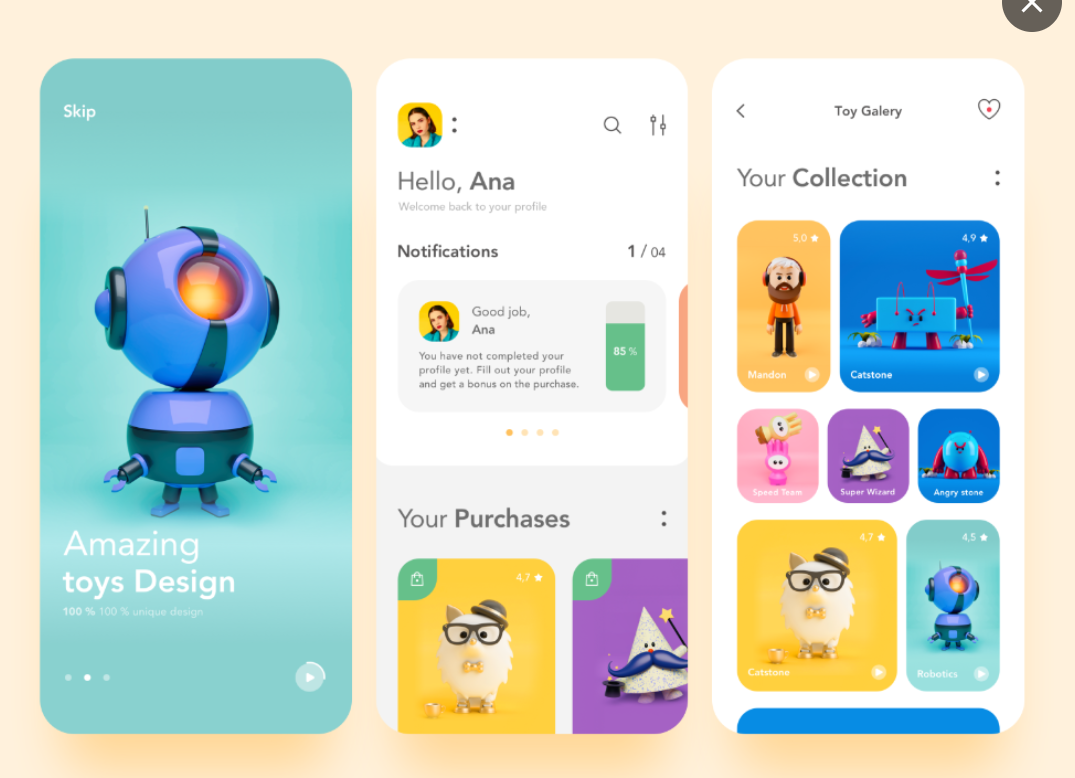 Skip
Amazing
toys Design
100 % 100 % unique design
Hello, Ana
Welcome back to your profile
Notifications
1 / 04
Good job,
Ana
You have not completed your
profile yet. Fill out your profile
and get a bonus on the purchase.
85 %
Your Purchases
4,7
Toy Galery
Your Collection
5,0
Mandon
4,9
Catstone
Speed Team
Super Wizard
Angry stone
4,7
Catstone
4,5
Robotics